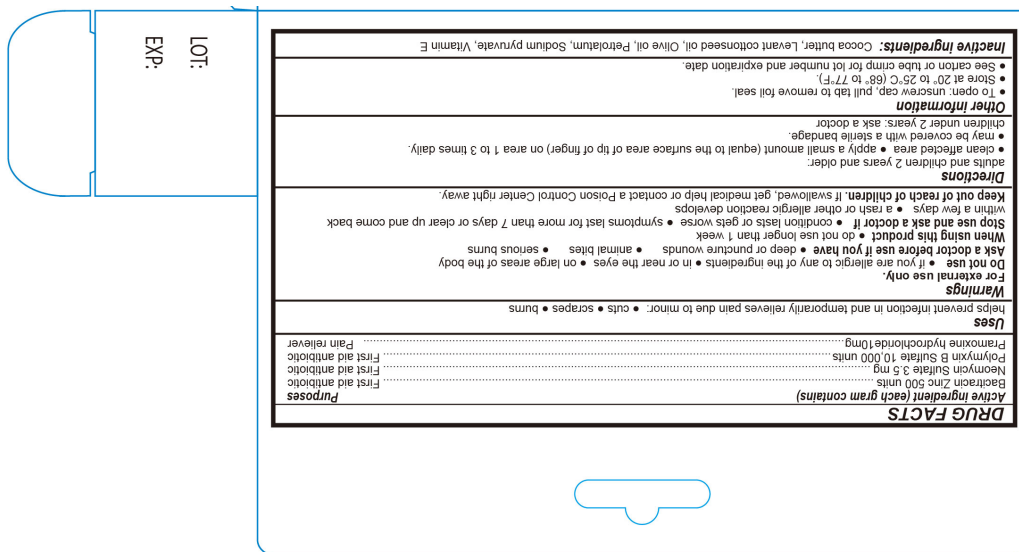 DRUG FACTS
Active ingredient (each gram contains) Purposes
Bacitracin Zinc 500 units First aid antibiotic
Neomycin Sulfate 3.5 mg First aid antibiotic
Polymyxin B Sulfate 10,000 units First aid antibiotic
Pramoxine hydrochloride10mg Pain reliever
Uses
helps prevent infection in and temporarily relieves pain due to minor: ● cuts ● scrapes ● burns
Warnings
For external use only.
Do not use ● if you are allergic to any of the ingredients ● in or near the eyes ● on large areas of the body
Ask a doctor before use if you have ● deep or puncture wounds ● animal bites ● serious burns
When using this product ● do not use longer than 1 week
Stop use and ask a doctor if ● condition lasts or gets worse ● symptoms last for more than 7 days or clear up and come back
within a few days ● a rash or other allergic reaction develops
Keep out of reach of children. If swallowed, get medical help or contact a Poison Control Center right away.
Directions
adults and children 2 years and older:
● clean affected area ● apply a small amount (equal to the surface area of tip of finger) on area 1 to 3 times daily.
● may be covered with a sterile bandage.
children under 2 years: ask a doctor
Other information
● To open: unscrew cap, pull tab to remove foil seal.
● Store at 20° to 25°C (68° to 77°F).
● See carton or tube crimp for lot number and expiration date.
Inactive ingredients: Cocoa butter, Levant cottonseed oil, Olive oil, Petrolatum, Sodium pyruvate, Vitamin E
LOT:
EXP: